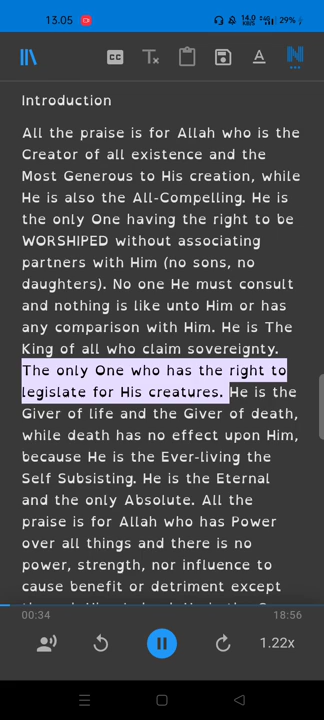 13.05
14.0
KB/S
29%
CC
A
N
Introduction
All the praise is for Allah who is the
Creator of all existence and the
Most Generous to His creation, while
He is also the All-Compelling. He is
the only One having the right to be
WORSHIPED without associating
partners with Him (no sons, no
daughters). No one He must consult
and nothing is like unto Him or has
any comparison with Him. He is The
King of all who claim sovereignty.
The only One who has the right to
legislate for His creatures. He is the
Giver of life and the Giver of death,
while death has no effect upon Him,
because He is the Ever-living the
Self Subsisting. He is the Eternal
and the only Absolute. All the
praise is for Allah who has Power
over all things and there is no
power, strength, nor influence to
cause benefit or detriment except
00:34
18:56
1.22x